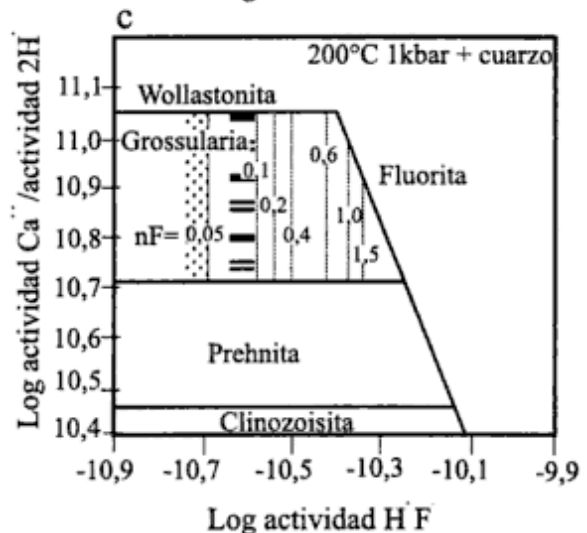 c
200°C 1kbar + cuarzo
Log actividad Ca¨/actividad 2H
11,1
11,0
10,9
10,8
10,7
10,6
10,5
10,4
Wollastonita
Grossularia
0,6
0,1
Fluorita
0,2
1,0
nF= 0,05
0,4
1,5
Prehnita
Clinozoisita
-10,9 -10,7 -10,5 -10,3 -10,1 -9,9
Log actividad H˙F˙